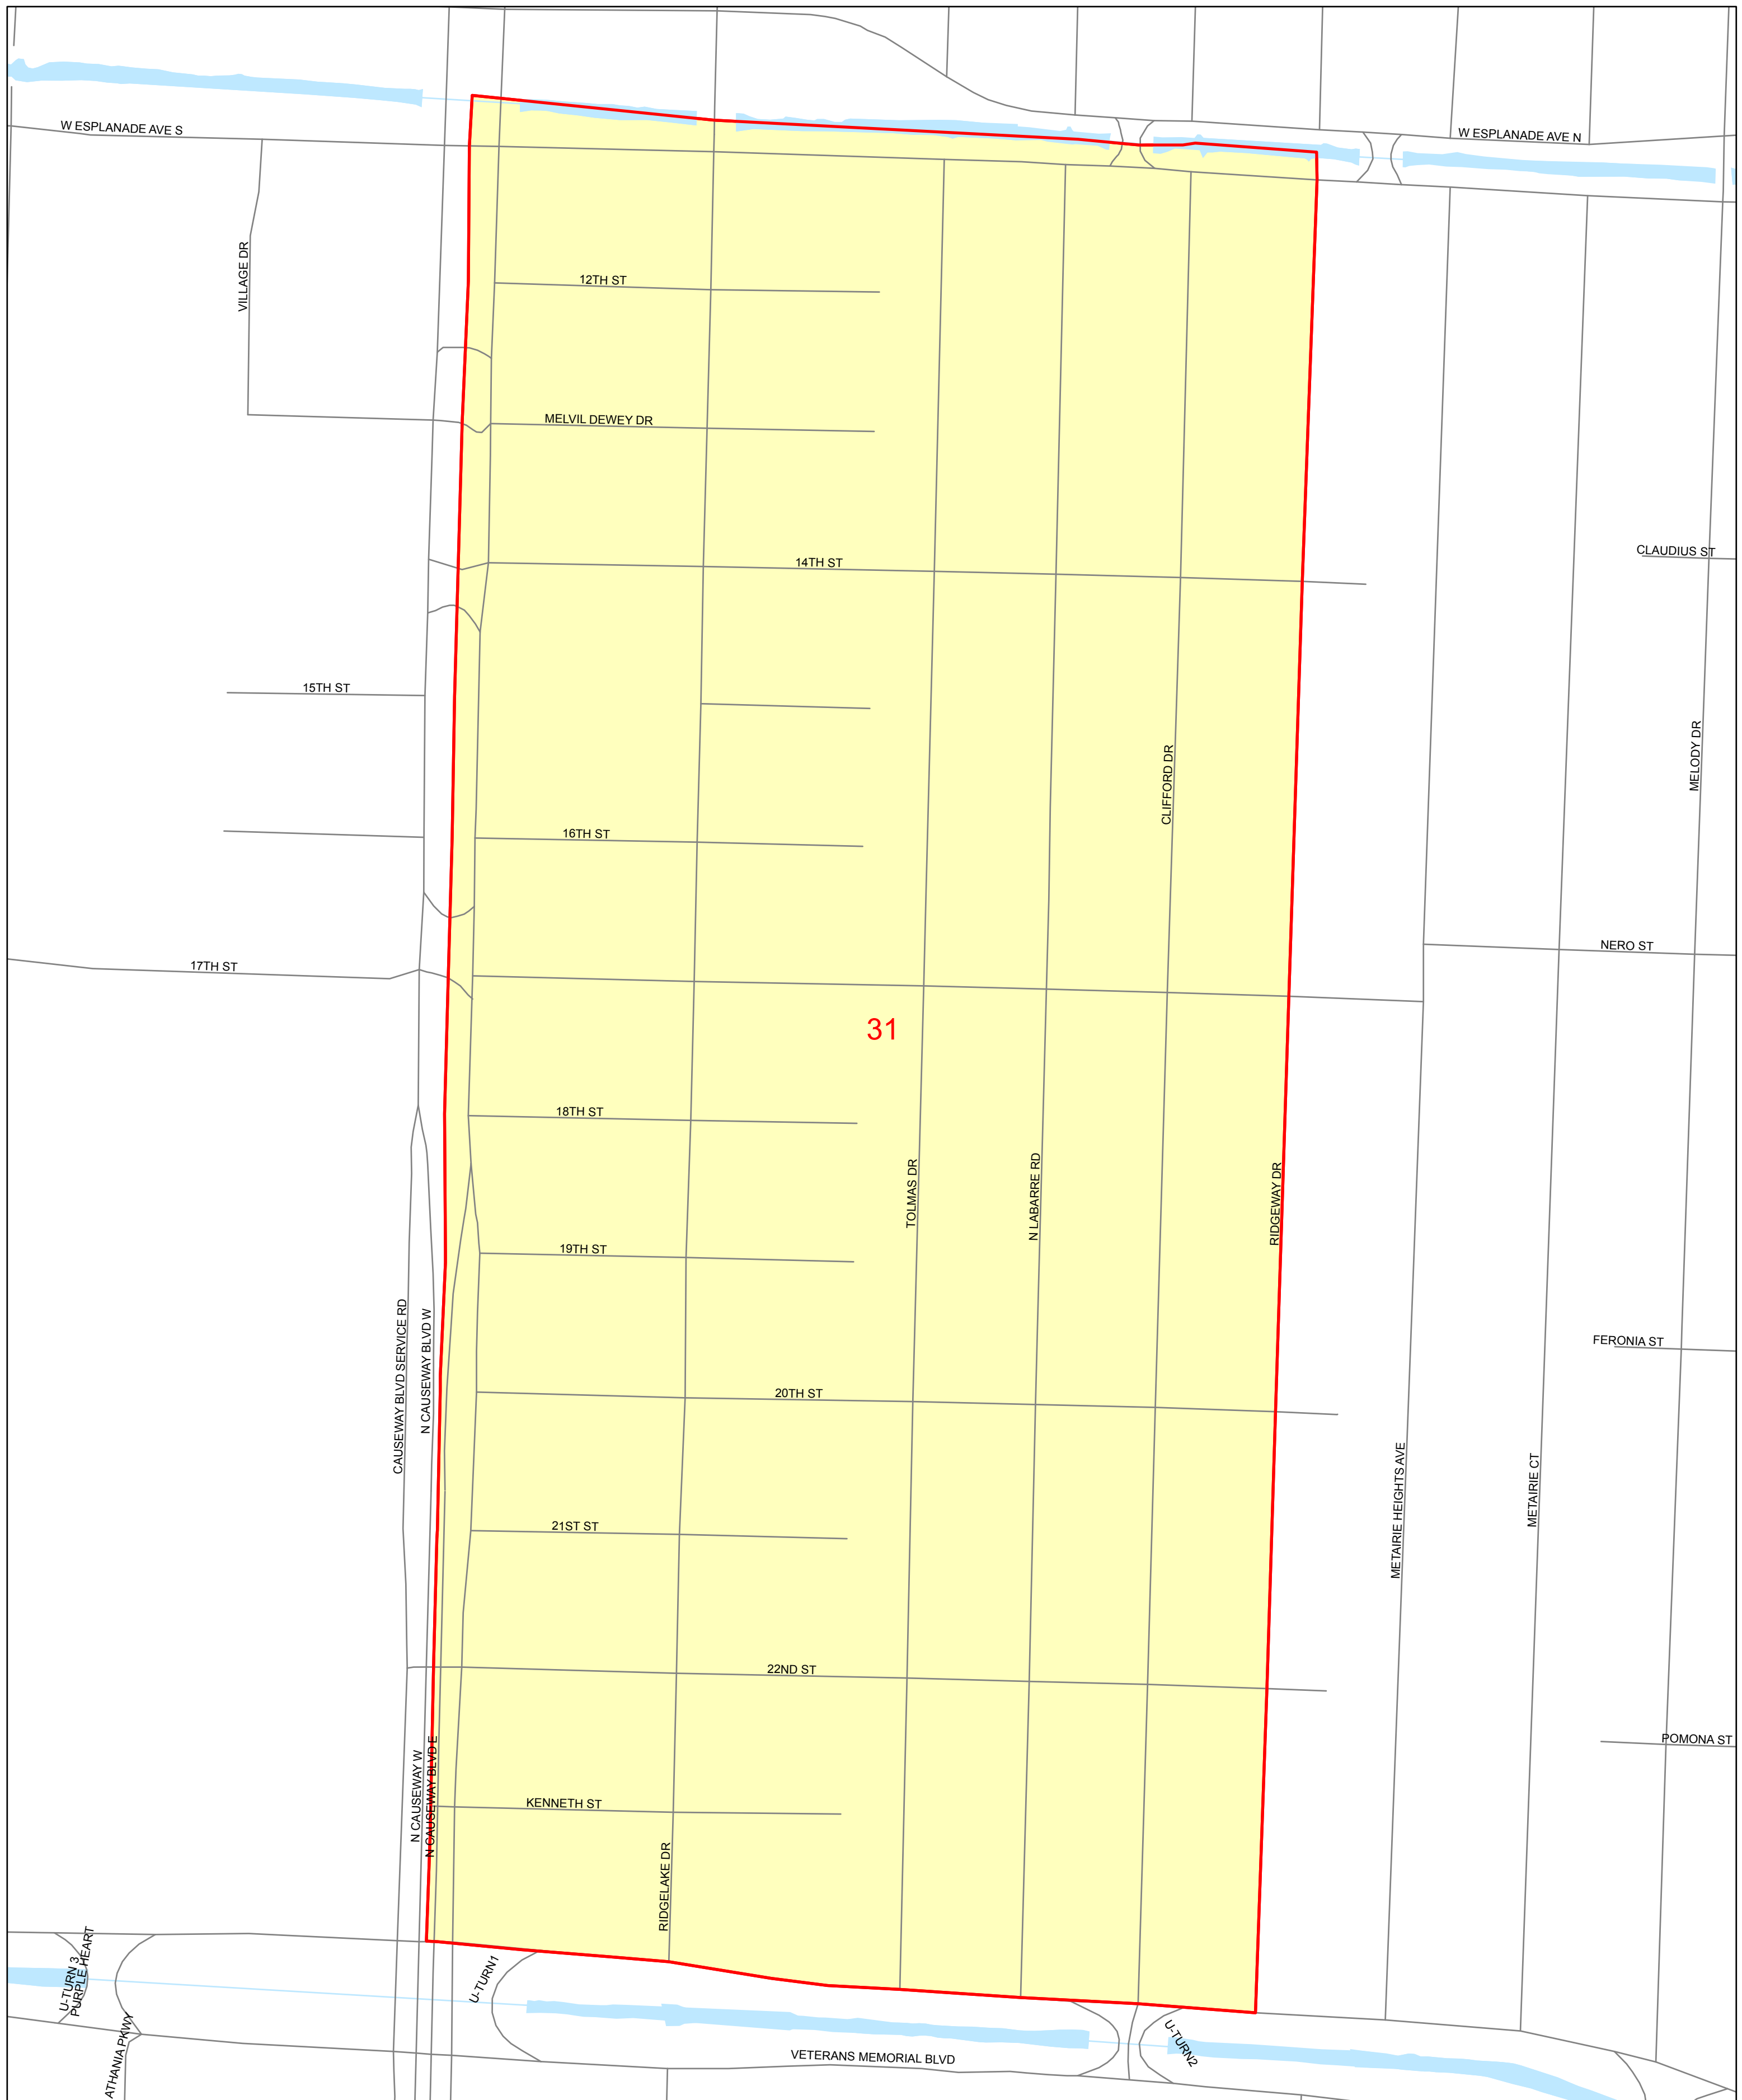 W ESPLANADE AVE S
W ESPLANADE AVE N
VILLAGE DR
12TH ST
MELVIL DEWEY DR
CLAUDIUS ST
14TH ST
15TH ST
MELODY DR
CLIFFORD DR
16TH ST
NERO ST
17TH ST
31
18TH ST
TOLMAS DR
N LABARRE RD
RIDGEWAY DR
19TH ST
FERONIA ST
CAUSEWAY BLVD SERVICE RD
N CAUSEWAY BLVD W
20TH ST
METAIRIE HEIGHTS AVE
METAIRIE CT
21ST ST
22ND ST
POMONA ST
N CAUSEWAY W
N CAUSEWAY BLVD E
KENNETH ST
RIDGELAKE DR
U-TURN 3
PURPLE HEART
U-TURN1
U-TURN2
ATHANIA PKWY
VETERANS MEMORIAL BLVD